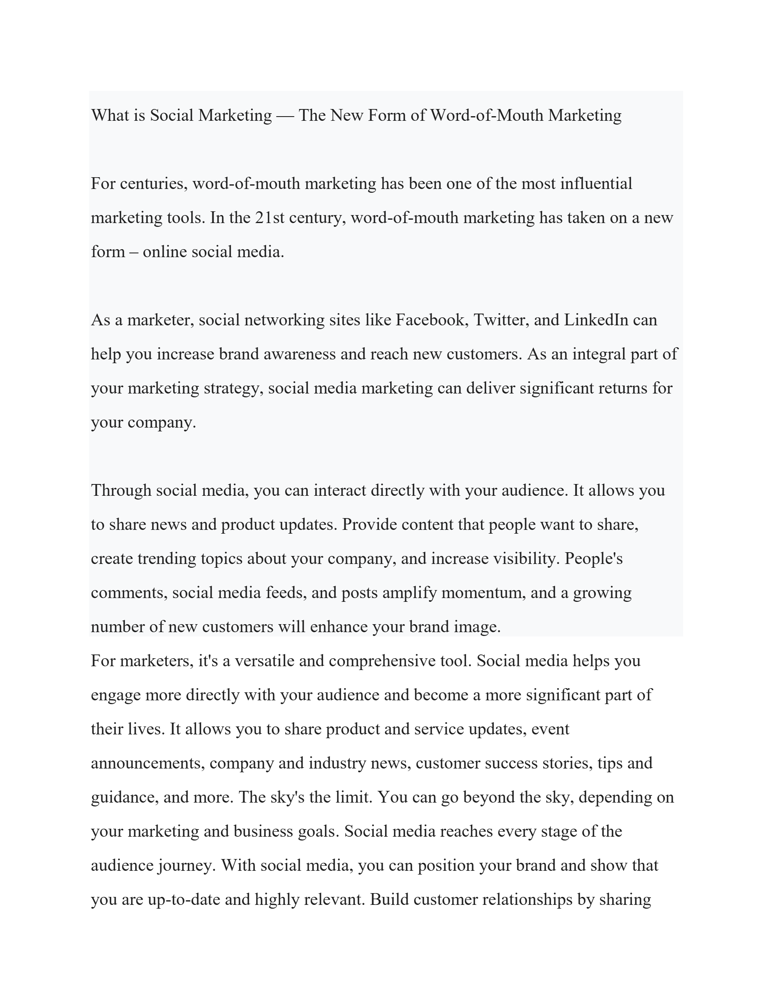 What is Social Marketing — The New Form of Word-of-Mouth Marketing
For centuries, word-of-mouth marketing has been one of the most influential
marketing tools. In the 21st century, word-of-mouth marketing has taken on a new
form – online social media.
As a marketer, social networking sites like Facebook, Twitter, and LinkedIn can
help you increase brand awareness and reach new customers. As an integral part of
your marketing strategy, social media marketing can deliver significant returns for
your company.
Through social media, you can interact directly with your audience. It allows you
to share news and product updates. Provide content that people want to share,
create trending topics about your company, and increase visibility. People's
comments, social media feeds, and posts amplify momentum, and a growing
number of new customers will enhance your brand image.
For marketers, it's a versatile and comprehensive tool. Social media helps you
engage more directly with your audience and become a more significant part of
their lives. It allows you to share product and service updates, event
announcements, company and industry news, customer success stories, tips and
guidance, and more. The sky's the limit. You can go beyond the sky, depending on
your marketing and business goals. Social media reaches every stage of the
audience journey. With social media, you can position your brand and show that
you are up-to-date and highly relevant. Build customer relationships by sharing